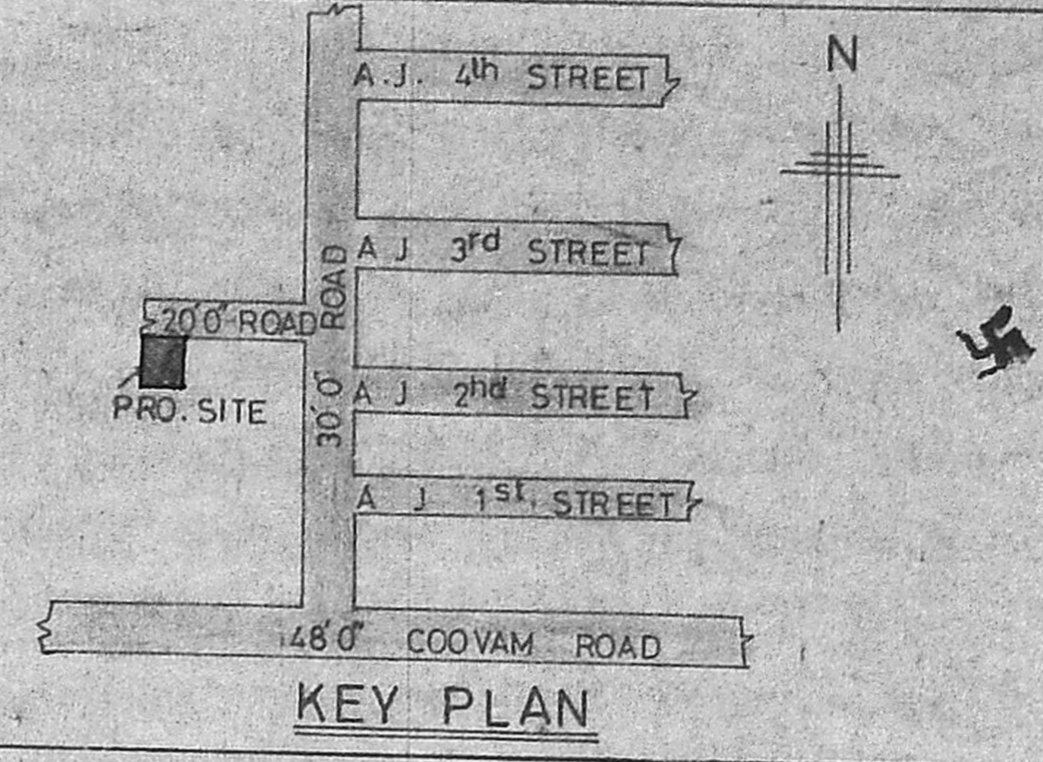 N
A.J. 4th STREET
A J 3rd STREET
20'0" ROAD
30'0" ROAD
PRO. SITE
A J 2nd STREET
A J 1st. STREET
48'0" COOVAM ROAD
KEY PLAN